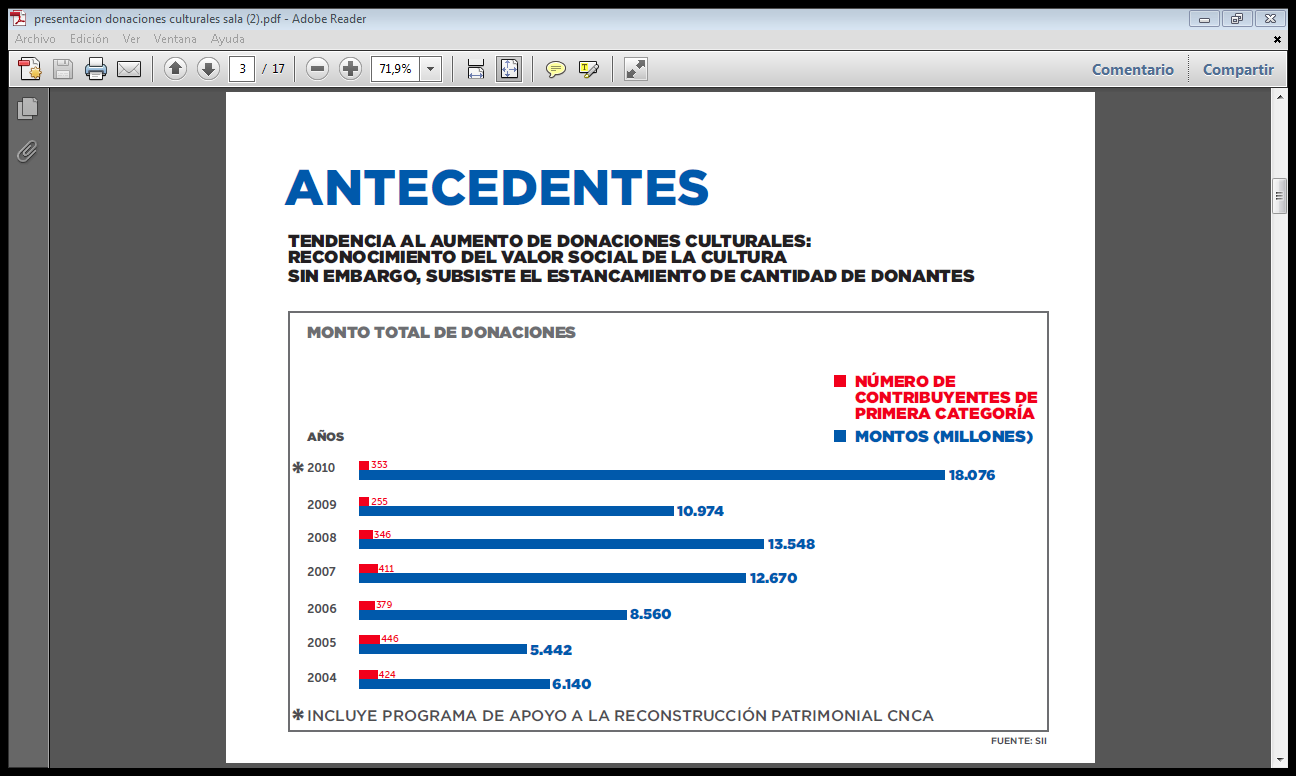 presentacion donaciones culturales sala (2).pdf - Adobe Reader
Archivo Edición Ver Ventana Ayuda
3 / 17 71,9% Comentario Compartir
ANTECEDENTES
TENDENCIA AL AUMENTO DE DONACIONES CULTURALES:
RECONOCIMIENTO DEL VALOR SOCIAL DE LA CULTURA
SIN EMBARGO, SUBSISTE EL ESTANCAMIENTO DE CANTIDAD DE DONANTES
MONTO TOTAL DE DONACIONES
NÚMERO DE
CONTRIBUYENTES DE
PRIMERA CATEGORÍA
MONTOS (MILLONES)
AÑOS
* 2010 353
18.076
2009 255
10.974
2008 346
13.548
2007 411
12.670
2006 379
8.560
2005 446
5.442
2004 424
6.140
* INCLUYE PROGRAMA DE APOYO A LA RECONSTRUCCIÓN PATRIMONIAL CNCA
FUENTE: SII